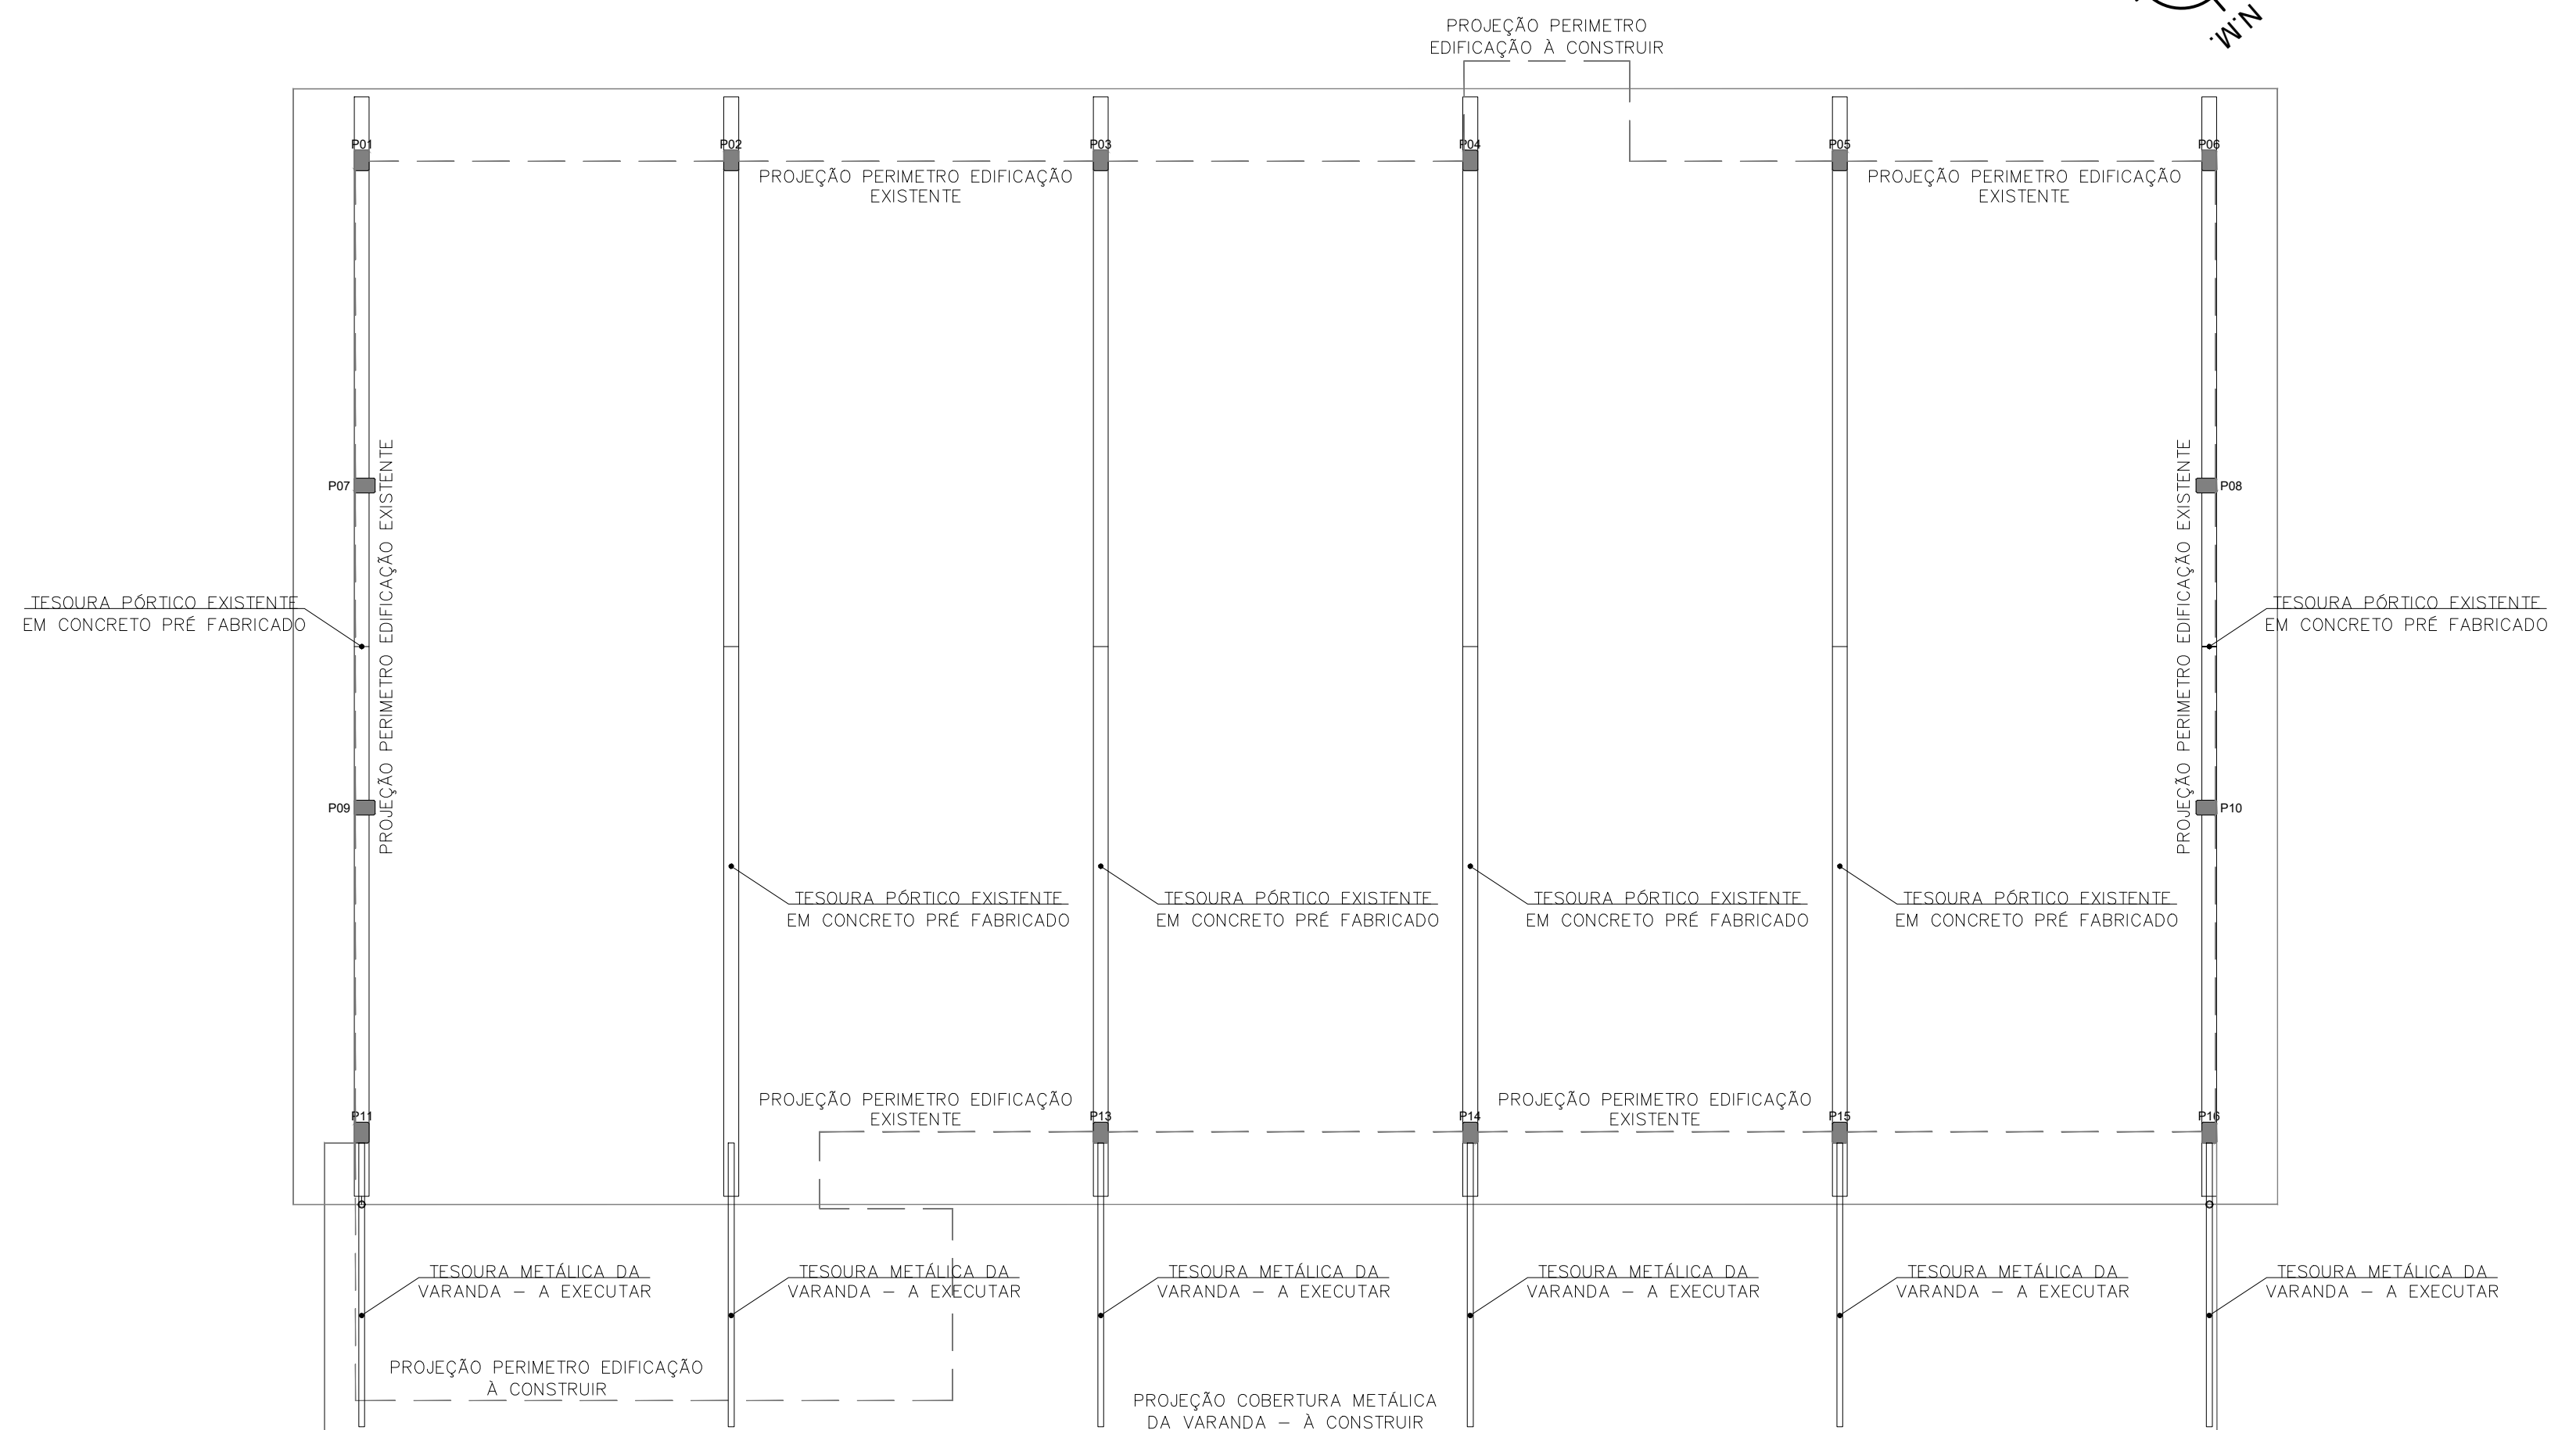 N.M.
PROJEÇÃO PERIMETRO
EDIFICAÇÃO À CONSTRUIR
P01
P02
P03
P04
P05
P06
PROJEÇÃO PERIMETRO EDIFICAÇÃO
EXISTENTE
PROJEÇÃO PERIMETRO EDIFICAÇÃO
EXISTENTE
P07
PROJEÇÃO PERIMETRO EDIFICAÇÃO EXISTENTE
PROJEÇÃO PERIMETRO EDIFICAÇÃO EXISTENTE
P08
TESOURA PÓRTICO EXISTENTE
EM CONCRETO PRÉ FABRICADO
TESOURA PÓRTICO EXISTENTE
EM CONCRETO PRÉ FABRICADO
P09
P10
TESOURA PÓRTICO EXISTENTE
EM CONCRETO PRÉ FABRICADO
TESOURA PÓRTICO EXISTENTE
EM CONCRETO PRÉ FABRICADO
TESOURA PÓRTICO EXISTENTE
EM CONCRETO PRÉ FABRICADO
TESOURA PÓRTICO EXISTENTE
EM CONCRETO PRÉ FABRICADO
PROJEÇÃO PERIMETRO EDIFICAÇÃO
EXISTENTE
PROJEÇÃO PERIMETRO EDIFICAÇÃO
EXISTENTE
P11
P13
P14
P15
P16
TESOURA METÁLICA DA
VARANDA – A EXECUTAR
TESOURA METÁLICA DA
VARANDA – A EXECUTAR
TESOURA METÁLICA DA
VARANDA – A EXECUTAR
TESOURA METÁLICA DA
VARANDA – A EXECUTAR
TESOURA METÁLICA DA
VARANDA – A EXECUTAR
TESOURA METÁLICA DA
VARANDA – A EXECUTAR
PROJEÇÃO PERIMETRO EDIFICAÇÃO
À CONSTRUIR
PROJEÇÃO COBERTURA METÁLICA
DA VARANDA – À CONSTRUIR